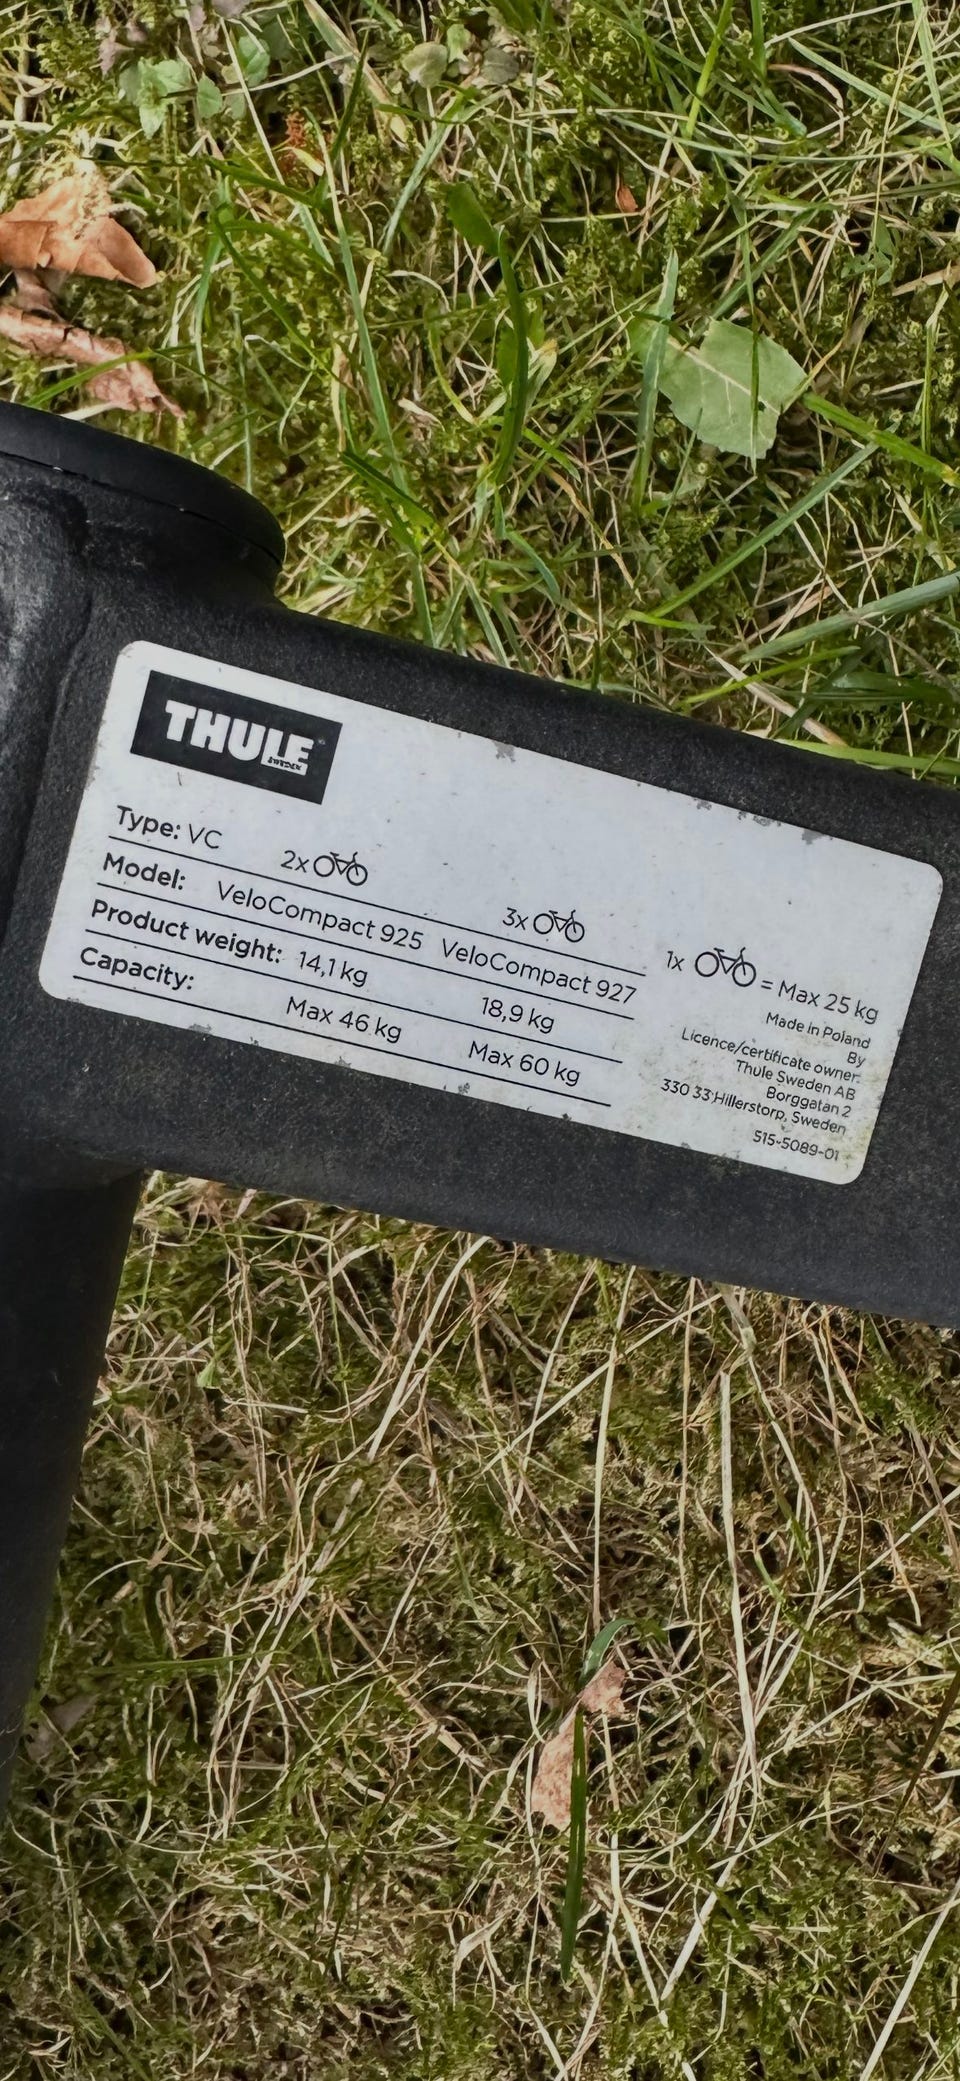 THULE
SWEDEN
Type: VC
2x 3x
Model: VeloCompact 925 VeloCompact 927
Product weight: 14,1 kg 18,9 kg
Capacity: Max 46 kg Max 60 kg
1x = Max 25 kg
Made in Poland
By
Licence/certificate owner:
Thule Sweden AB
Borggatan 2
330 33 Hillerstorp, Sweden
515-5089-01